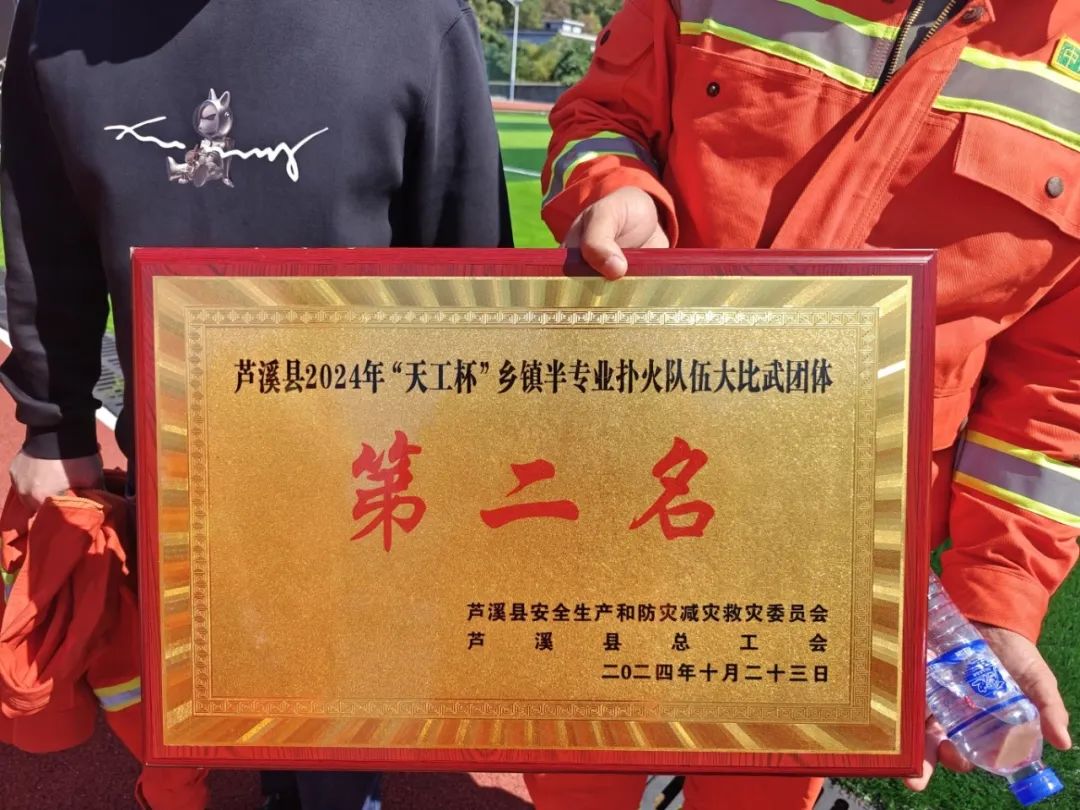 芦溪县2024年“天工杯”乡镇半专业扑火队伍大比武团体
第二名
芦溪县安全生产和防灾减灾救灾委员会
芦溪县总工会
二〇二四年十月二十三日
中